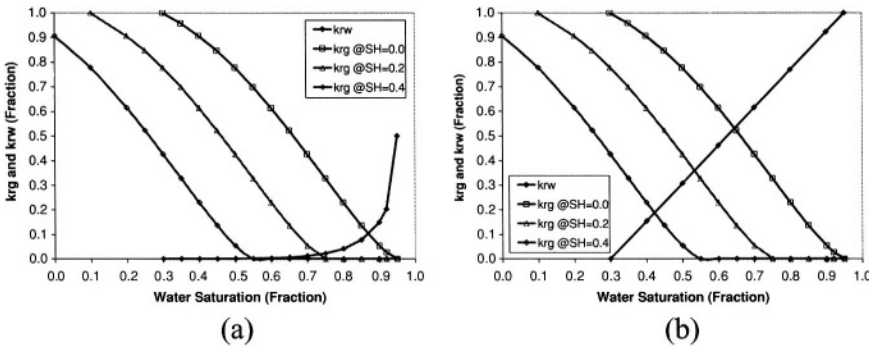 krg and krw (Fraction)
1.0
0.9
0.8
0.7
0.6
0.5
0.4
0.3
0.2
0.1
0.0
krw
krg @SH=0.0
krg @SH=0.2
krg @SH=0.4
0.0 0.1 0.2 0.3 0.4 0.5 0.6 0.7 0.8 0.9 1.0
Water Saturation (Fraction)
(a)
krg and krw (Fraction)
1.0
0.9
0.8
0.7
0.6
0.5
0.4
0.3
0.2
0.1
0.0
krw
krg @SH=0.0
krg @SH=0.2
krg @SH=0.4
0.0 0.1 0.2 0.3 0.4 0.5 0.6 0.7 0.8 0.9 1.0
Water Saturation (Fraction)
(b)